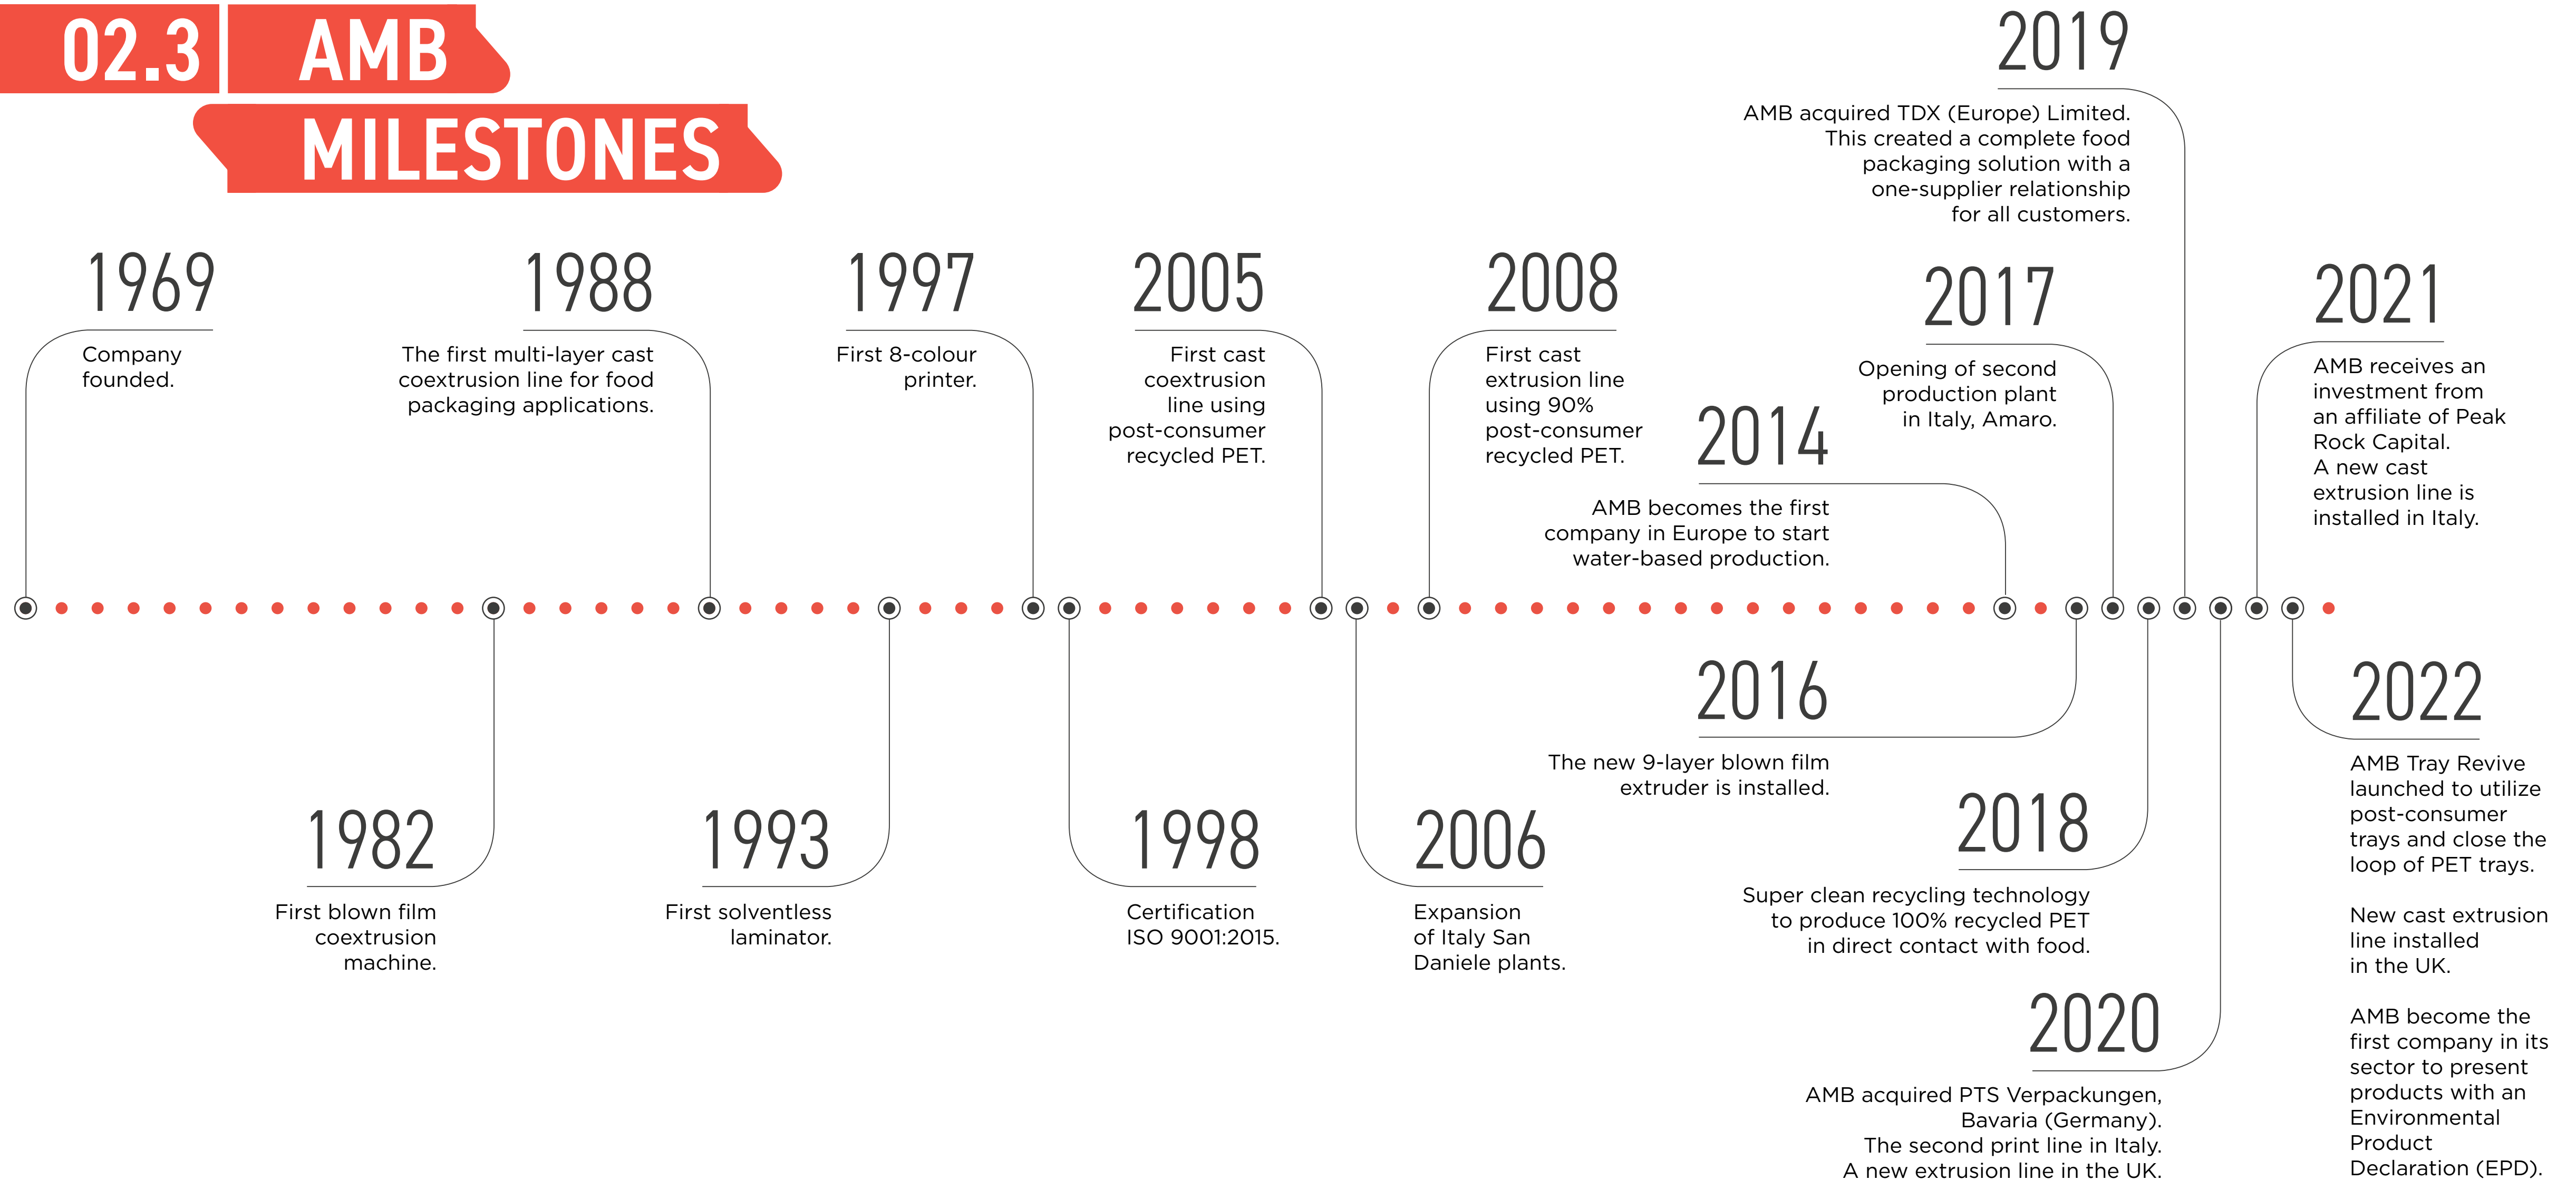 02.3 AMB
MILESTONES
2019
AMB acquired TDX (Europe) Limited.
This created a complete food
packaging solution with a
one-supplier relationship
for all customers.
1969
Company
founded.
1988
The first multi-layer cast
coextrusion line for food
packaging applications.
1997
First 8-colour
printer.
2005
First cast
coextrusion
line using
post-consumer
recycled PET.
2008
First cast
extrusion line
using 90%
post-consumer
recycled PET.
2014
AMB becomes the first
company in Europe to start
water-based production.
2017
Opening of second
production plant
in Italy, Amaro.
2021
AMB receives an
investment from
an affiliate of Peak
Rock Capital.
A new cast
extrusion line is
installed in Italy.
1982
First blown film
coextrusion
machine.
1993
First solventless
laminator.
1998
Certification
ISO 9001:2015.
2006
Expansion
of Italy San
Daniele plants.
2016
The new 9-layer blown film
extruder is installed.
2018
Super clean recycling technology
to produce 100% recycled PET
in direct contact with food.
2020
AMB acquired PTS Verpackungen,
Bavaria (Germany).
The second print line in Italy.
A new extrusion line in the UK.
2022
AMB Tray Revive
launched to utilize
post-consumer
trays and close the
loop of PET trays.
New cast extrusion
line installed
in the UK.
AMB become the
first company in its
sector to present
products with an
Environmental
Product
Declaration (EPD).